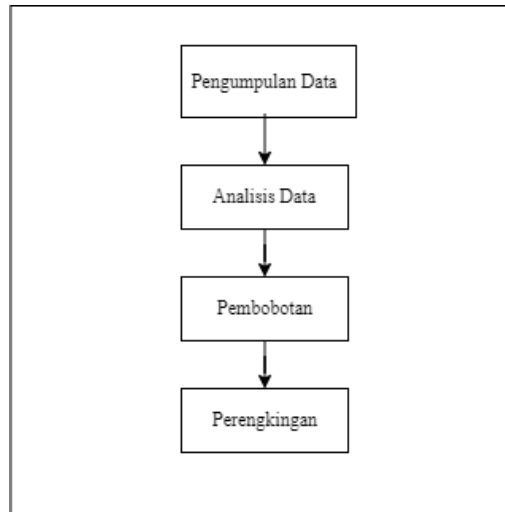 Pengumpulan Data
Analisis Data
Pembobotan
Perengkingan